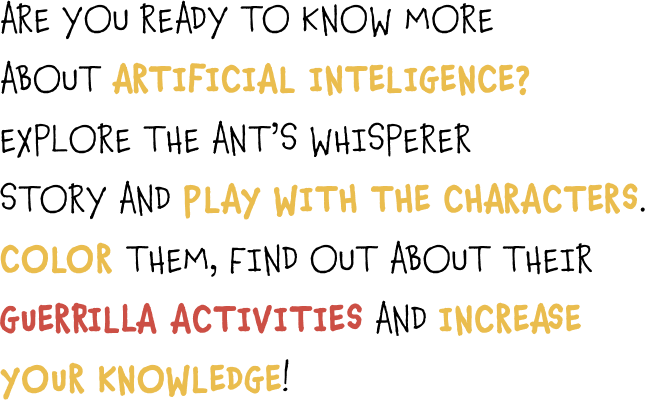 ARE YOU READY TO KNOW MORE
ABOUT ARTIFICIAL INTELIGENCE?
EXPLORE THE ANT'S WHISPERER
STORY AND PLAY WITH THE CHARACTERS.
COLOR THEM, FIND OUT ABOUT THEIR
GUERRILLA ACTIVITIES AND INCREASE
YOUR KNOWLEDGE!